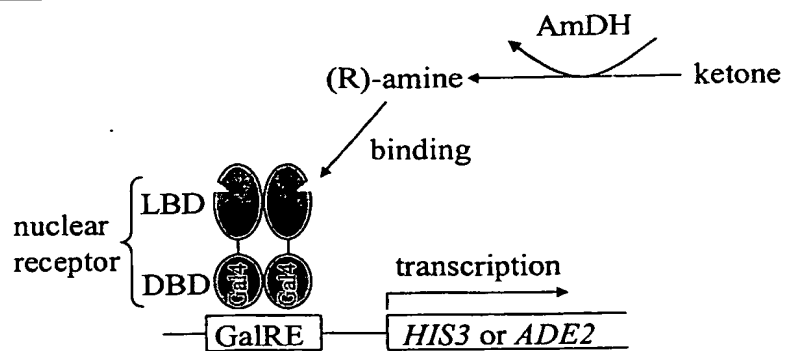 AmDH
(R)-amine
ketone
binding
LBD
nuclear
receptor
DBD
Gal4
Gal4
transcription
GalRE
HIS3 or ADE2